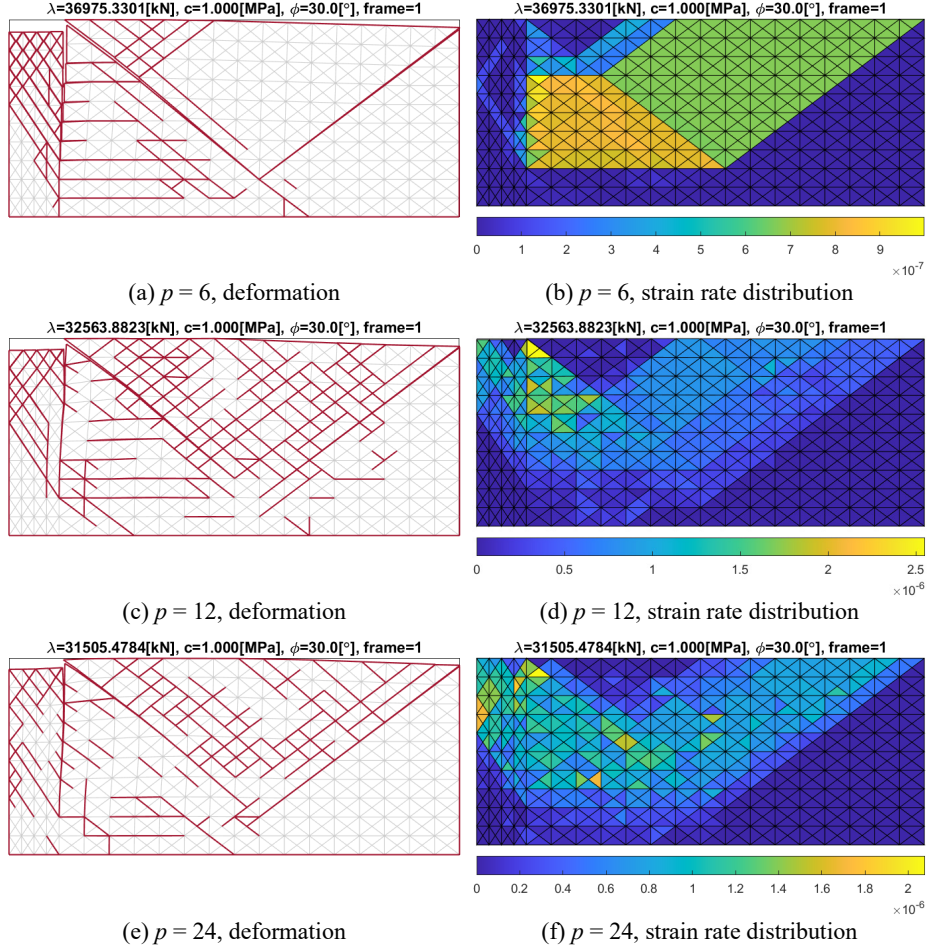 λ=36975.3301[kN], c=1.000[MPa], ϕ=30.0[°], frame=1
λ=36975.3301[kN], c=1.000[MPa], ϕ=30.0[°], frame=1
0 1 2 3 4 5 6 7 8 9
×10⁻⁷
(a) p = 6, deformation
(b) p = 6, strain rate distribution
λ=32563.8823[kN], c=1.000[MPa], ϕ=30.0[°], frame=1
λ=32563.8823[kN], c=1.000[MPa], ϕ=30.0[°], frame=1
0 0.5 1 1.5 2 2.5
×10⁻⁶
(c) p = 12, deformation
(d) p = 12, strain rate distribution
λ=31505.4784[kN], c=1.000[MPa], ϕ=30.0[°], frame=1
λ=31505.4784[kN], c=1.000[MPa], ϕ=30.0[°], frame=1
0 0.2 0.4 0.6 0.8 1 1.2 1.4 1.6 1.8 2
×10⁻⁶
(e) p = 24, deformation
(f) p = 24, strain rate distribution